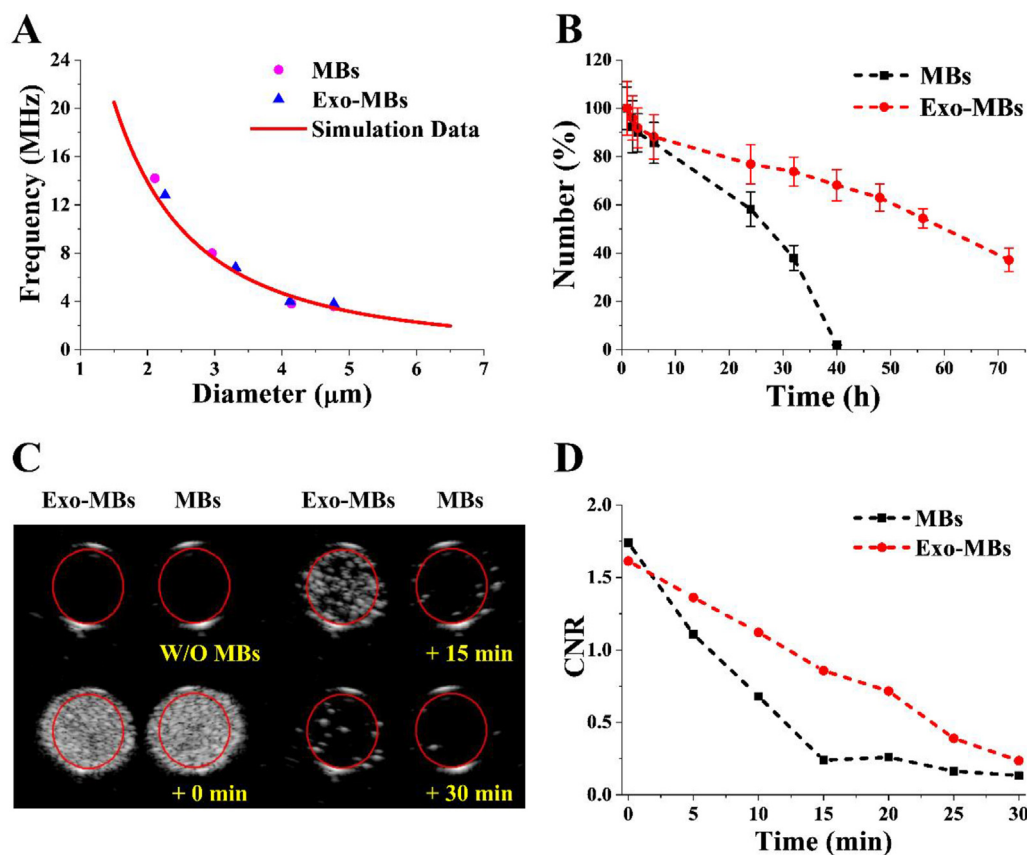 A
24
20
16
12
8
4
0
Frequency (MHz)
MBs
Exo-MBs
Simulation Data
1 2 3 4 5 6 7
Diameter (μm)
B
120
100
80
60
40
20
0
Number (%)
MBs
Exo-MBs
0 10 20 30 40 50 60 70
Time (h)
C
Exo-MBs MBs Exo-MBs MBs
W/O MBs + 15 min
+ 0 min + 30 min
D
2.0
1.5
1.0
0.5
0.0
CNR
MBs
Exo-MBs
0 5 10 15 20 25 30
Time (min)